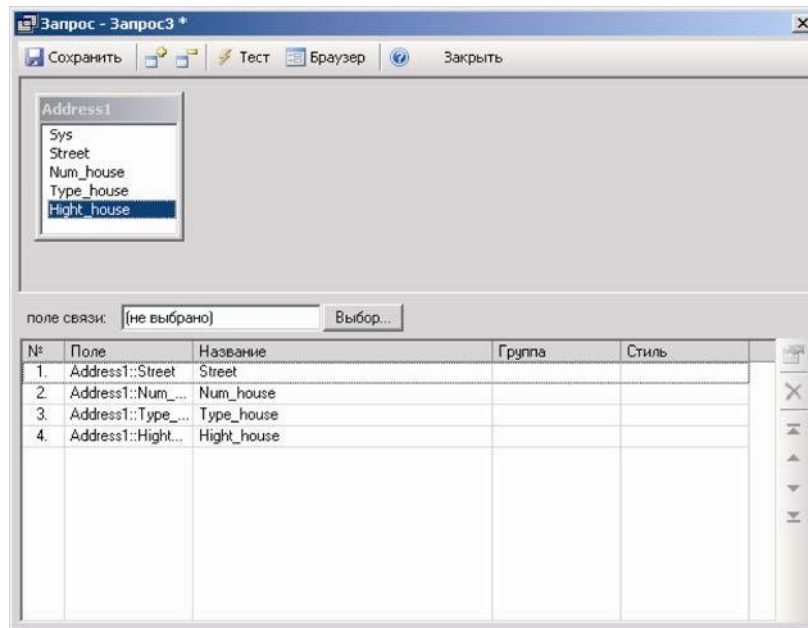 Запрос - Запрос3 *
Сохранить Тест Браузер Закрыть
Address1
Sys
Street
Num_house
Type_house
Hight_house
поле связи: (не выбрано) Выбор...
№ Поле Название Группа Стиль
1. Address1::Street Street
2. Address1::Num_... Num_house
3. Address1::Type_... Type_house
4. Address1::Hight... Hight_house